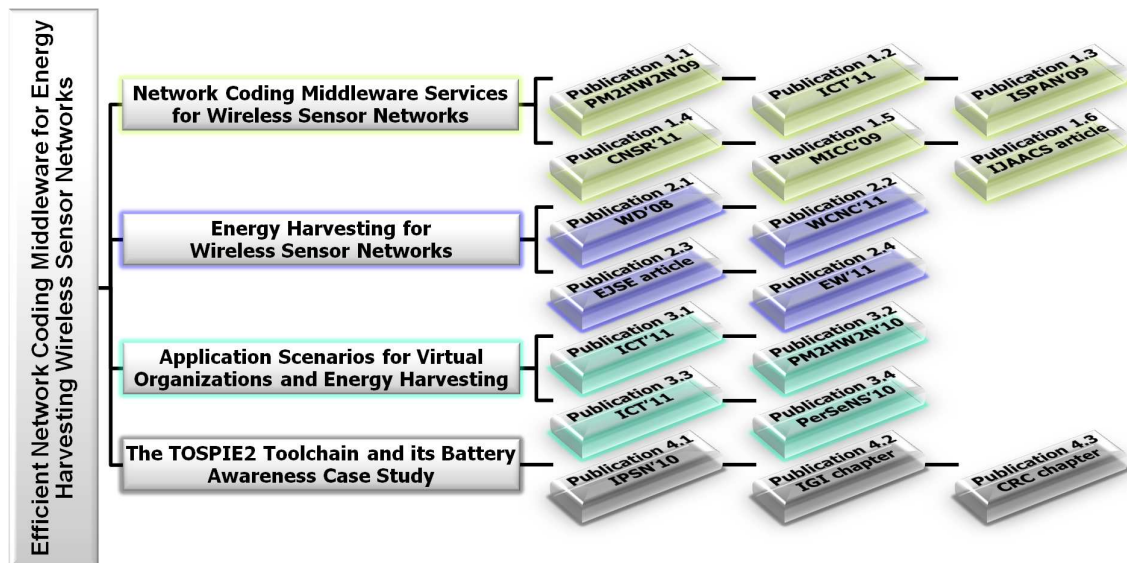 Efficient Network Coding Middleware for Energy
Harvesting Wireless Sensor Networks
Network Coding Middleware Services
for Wireless Sensor Networks
Publication 1.1
PM2HW2N'09
Publication 1.2
ICT'11
Publication 1.3
ISPAN'09
Publication 1.4
CNSR'11
Publication 1.5
MICC'09
Publication 1.6
IJAACS article
Energy Harvesting for
Wireless Sensor Networks
Publication 2.1
WD'08
Publication 2.2
WCNC'11
Publication 2.3
EJSE article
Publication 2.4
EW'11
Application Scenarios for Virtual
Organizations and Energy Harvesting
Publication 3.1
ICT'11
Publication 3.2
PM2HW2N'10
Publication 3.3
ICT'11
Publication 3.4
PerSeNS'10
The TOSPIE2 Toolchain and its Battery
Awareness Case Study
Publication 4.1
IPSN'10
Publication 4.2
IGI chapter
Publication 4.3
CRC chapter